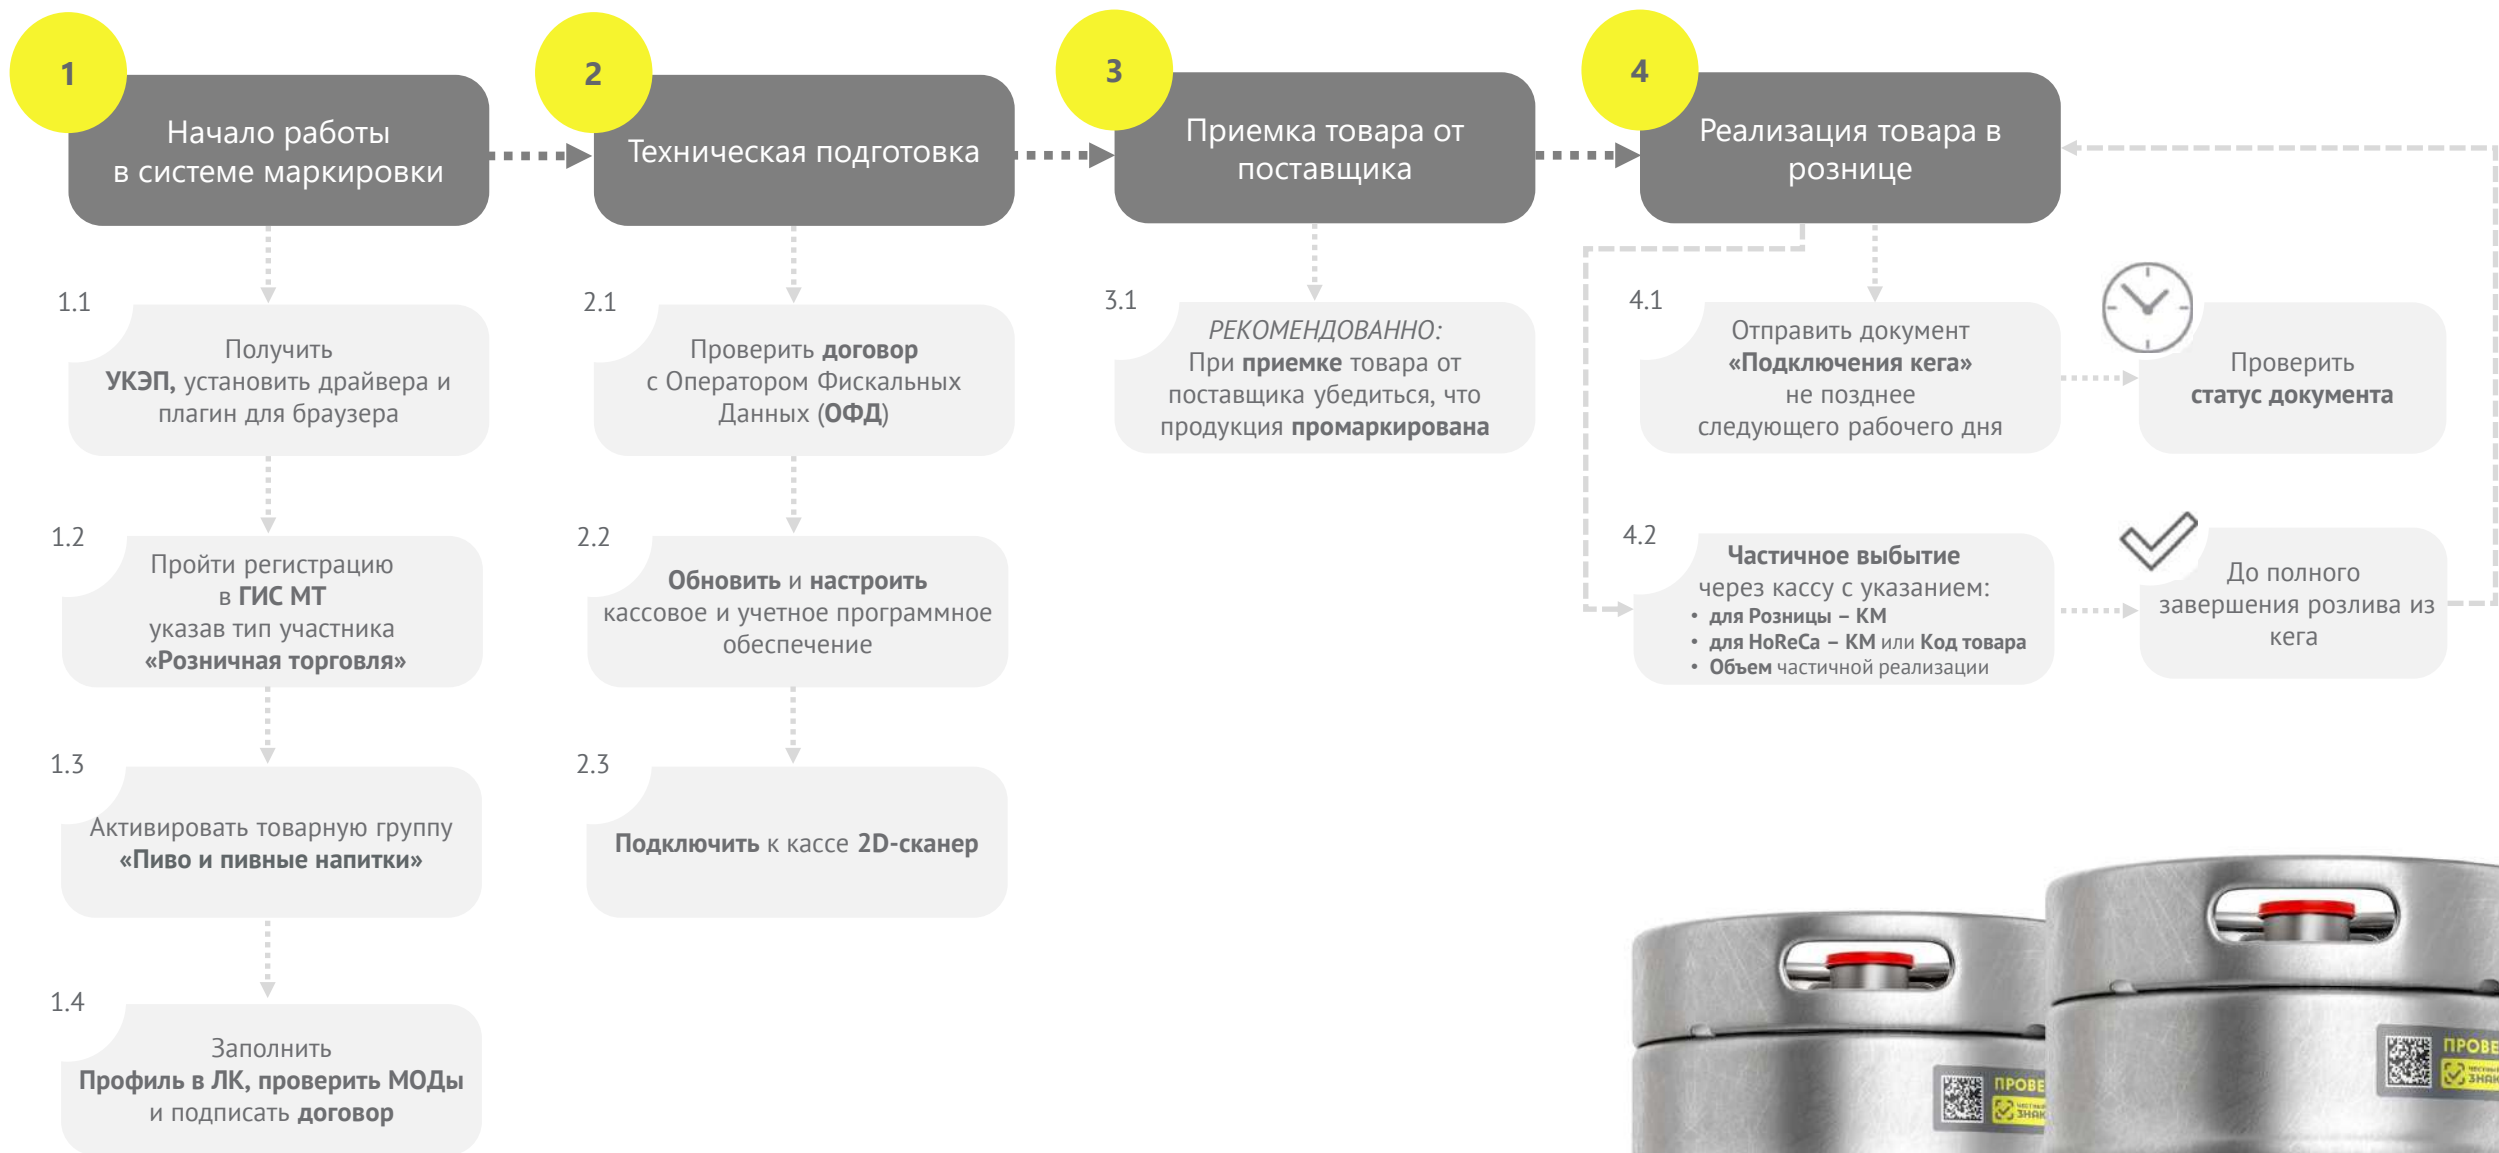 1
Начало работы
в системе маркировки
1.1
Получить
УКЭП, установить драйвера и
плагин для браузера
1.2
Пройти регистрацию
в ГИС МТ
указав тип участника
«Розничная торговля»
1.3
Активировать товарную группу
«Пиво и пивные напитки»
1.4
Заполнить
Профиль в ЛК, проверить МОДы
и подписать договор
2
Техническая подготовка
2.1
Проверить договор
с Оператором Фискальных
Данных (ОФД)
2.2
Обновить и настроить
кассовое и учетное программное
обеспечение
2.3
Подключить к кассе 2D-сканер
3
Приемка товара от
поставщика
3.1
РЕКОМЕНДОВАННО:
При приемке товара от
поставщика убедиться, что
продукция промаркирована
4
Реализация товара в
рознице
4.1
Отправить документ
«Подключения кега»
не позднее
следующего рабочего дня
Проверить
статус документа
4.2
Частичное выбытие
через кассу с указанием:
• для Розницы – КМ
• для HoReCa – КМ или Код товара
• Объем частичной реализации
До полного
завершения розлива из
кега
ПРОВЕ
ЧЕСТНЫЙ
ЗНАК
ПРОВЕ
ЧЕСТНЫЙ
ЗНАК